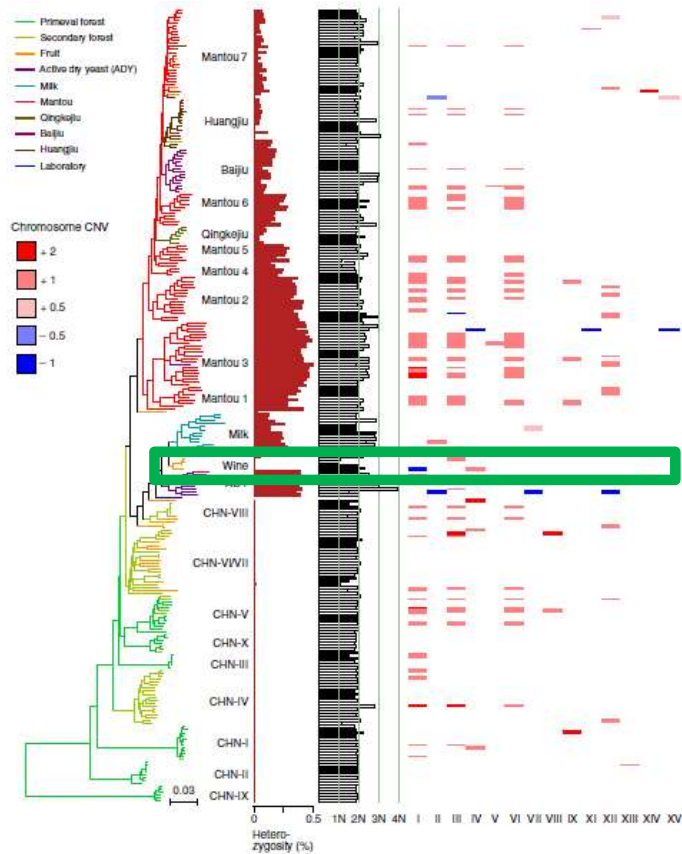 Primeval forest
Secondary forest
Fruit
Active dry yeast (ADY)
Milk
Mantou
Qingkejiu
Baijiu
Huangjiu
Laboratory
Chromosome CNV
+ 2
+ 1
+ 0.5
− 0.5
− 1
Mantou 7
Huangjiu
Baijiu
Mantou 6
Qingkejiu
Mantou 5
Mantou 4
Mantou 2
Mantou 3
Mantou 1
Milk
Wine
CHN-VIII
CHN-VI/VII
CHN-V
CHN-X
CHN-III
CHN-IV
CHN-I
CHN-II
CHN-IX
0.03
0 0.5 1N 2N 3N 4N I II III IV V VI VII VIII IX XI XII XIII XIV XV
Hetero-
zygosity (%)